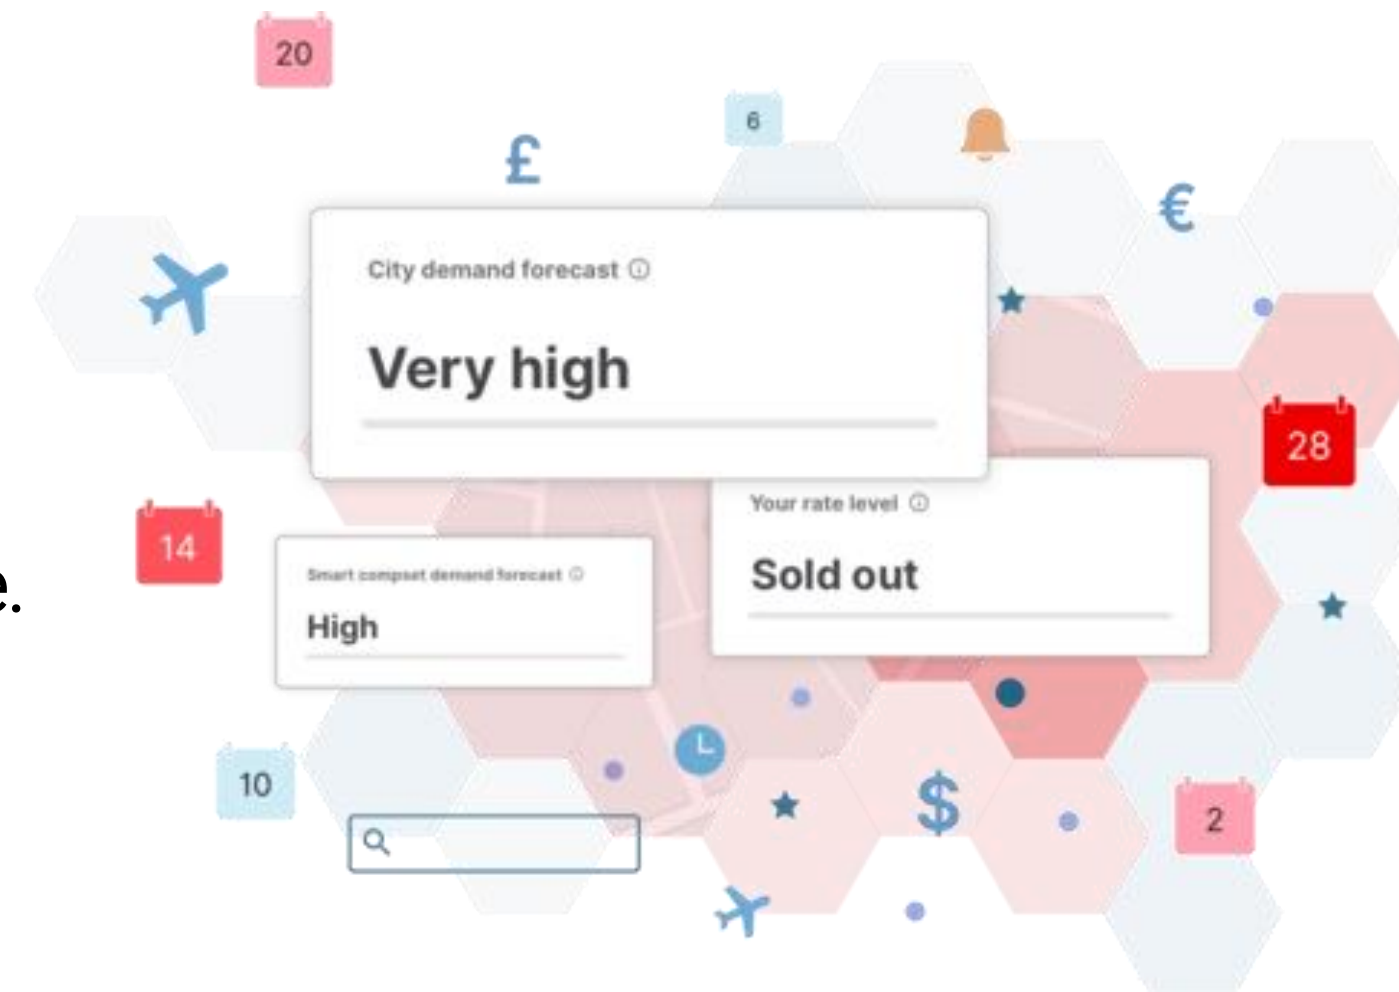 20
6
£
€
City demand forecast
Very high
28
Your rate level
14
Sold out
Smart compset demand forecast
e.
High
10
$
2